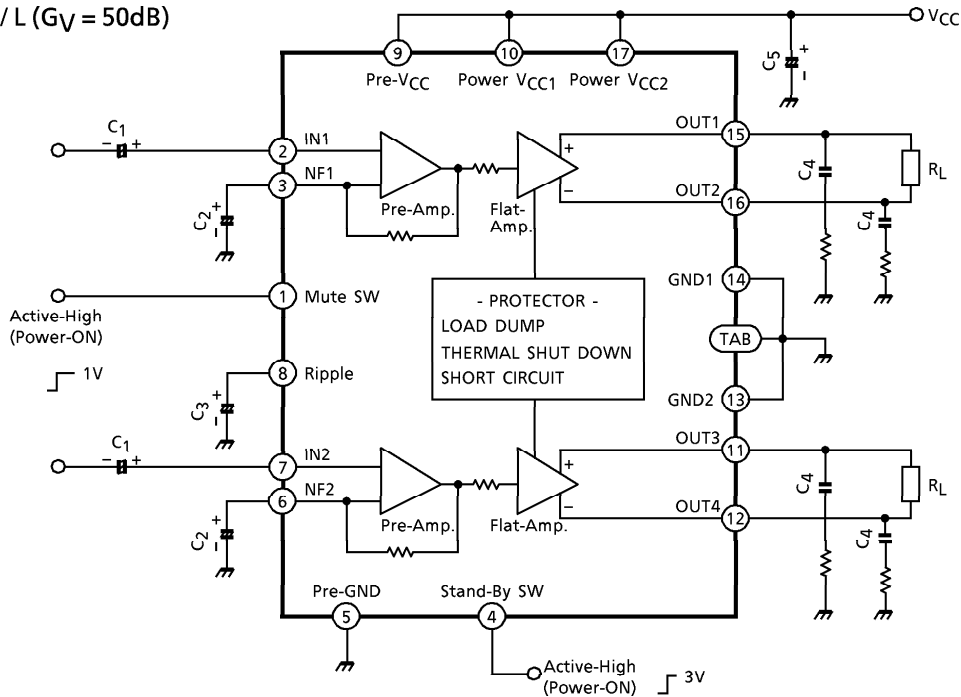 / L (GV = 50dB)
VCC
9 10 17
Pre-VCC Power VCC1 Power VCC2
C5 + -
C1
- +
2 IN1
3 NF1
C2 + -
Pre-Amp.
Flat-
Amp.
+
-
OUT1 15
OUT2 16
C4
C4
RL
1 Mute SW
Active-High
(Power-ON)
1V
8 Ripple
C3 + -
- PROTECTOR -
LOAD DUMP
THERMAL SHUT DOWN
SHORT CIRCUIT
GND1 14
TAB
GND2 13
C1
- +
7 IN2
6 NF2
C2 + -
Pre-Amp.
Flat-Amp.
+
-
OUT3 11
OUT4 12
C4
C4
RL
Pre-GND Stand-By SW
5 4
Active-High
(Power-ON) 3V